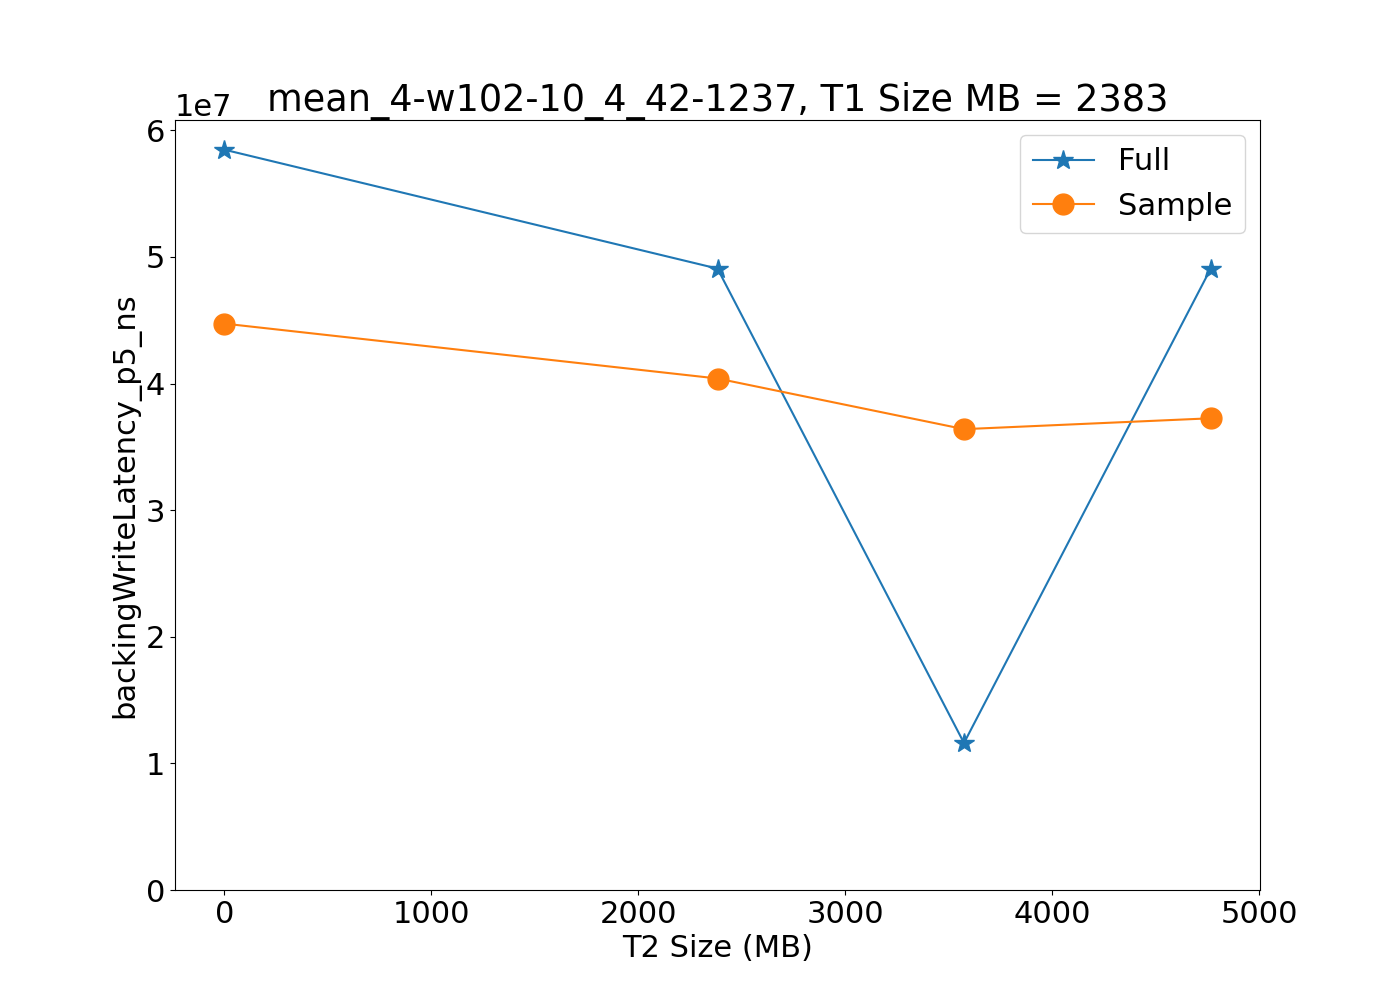 mean_4-w102-10_4_42-1237, T1 Size MB = 2383
1e7
6
5
4
3
2
1
0
backingWriteLatency_p5_ns
Full
Sample
0 1000 2000 3000 4000 5000
T2 Size (MB)